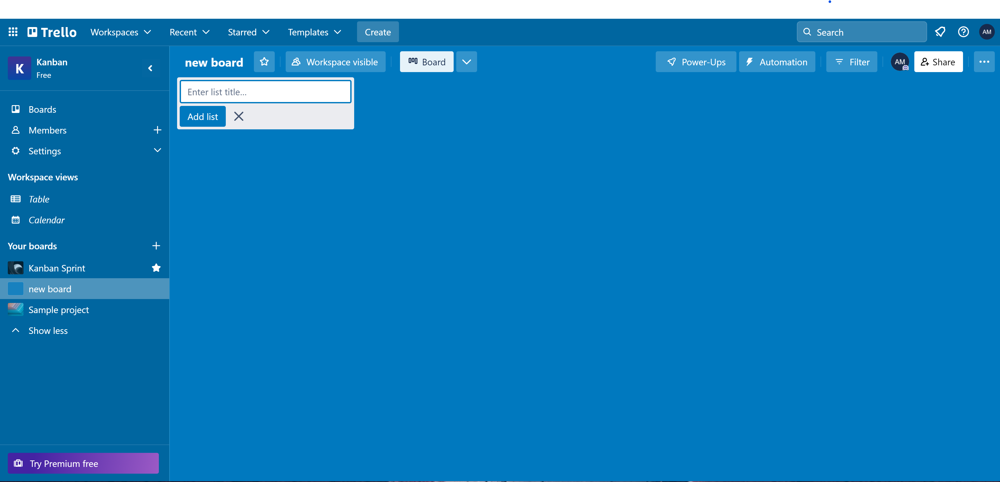 Trello Workspaces Recent Starred Templates Create Search AM
K Kanban
Free
new board Workspace visible Board Power-Ups Automation Filter AM Share
Enter list title…
Add list
Boards
Members
Settings
Workspace views
Table
Calendar
Your boards
Kanban Sprint
new board
Sample project
Show less
Try Premium free